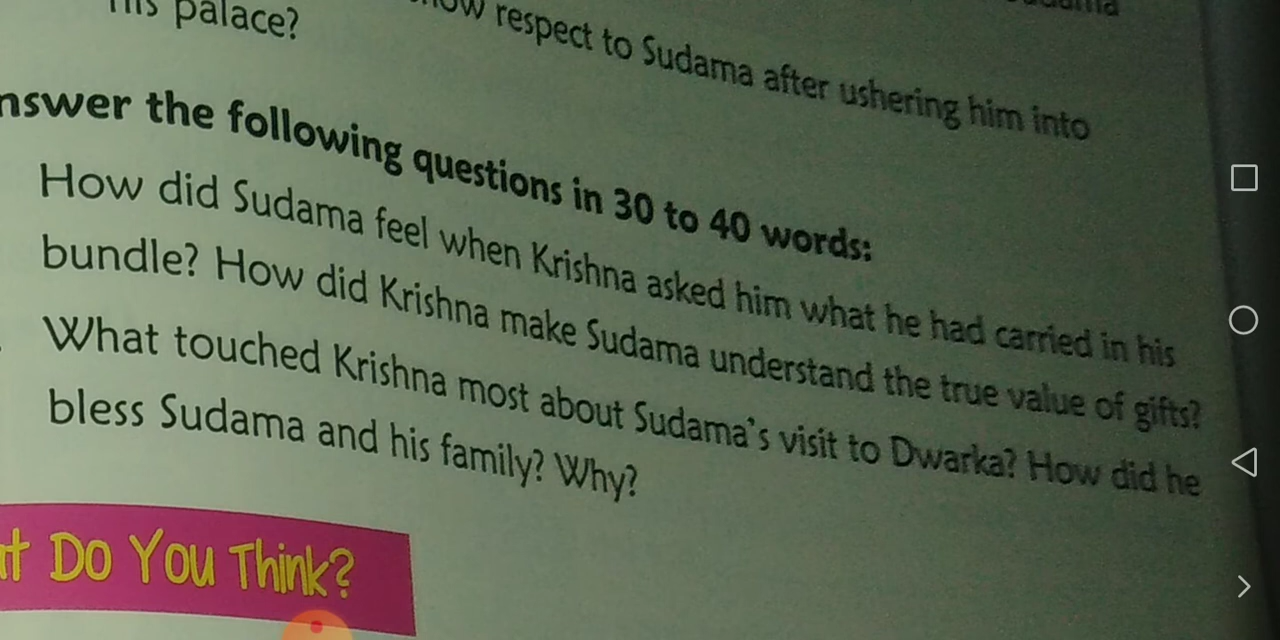 his palace?
respect to Sudama after ushering him into
nswer the following questions in 30 to 40 words:
How did Sudama feel when Krishna asked him what he had carried in his
bundle? How did Krishna make Sudama understand the true value of gifts?
What touched Krishna most about Sudama's visit to Dwarka? How did he
bless Sudama and his family? Why?
at Do You Think?